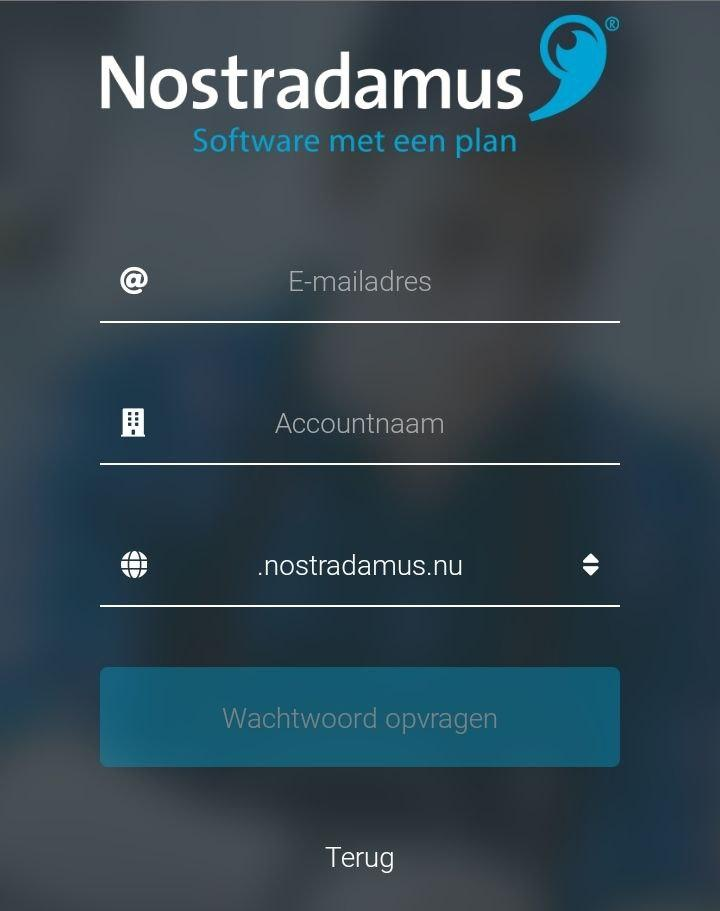 Nostradamus®
Software met een plan
E-mailadres
Accountnaam
.nostradamus.nu
Wachtwoord opvragen
Terug